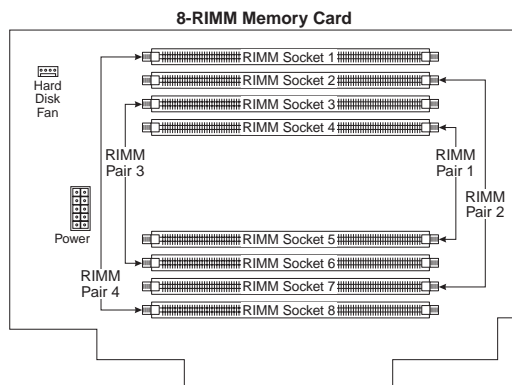 8-RIMM Memory Card
RIMM Socket 1
RIMM Socket 2
RIMM Socket 3
RIMM Socket 4
Hard
Disk
Fan
RIMM
Pair 3
RIMM
Pair 1
RIMM
Pair 2
Power
RIMM Socket 5
RIMM Socket 6
RIMM Socket 7
RIMM Socket 8
RIMM
Pair 4